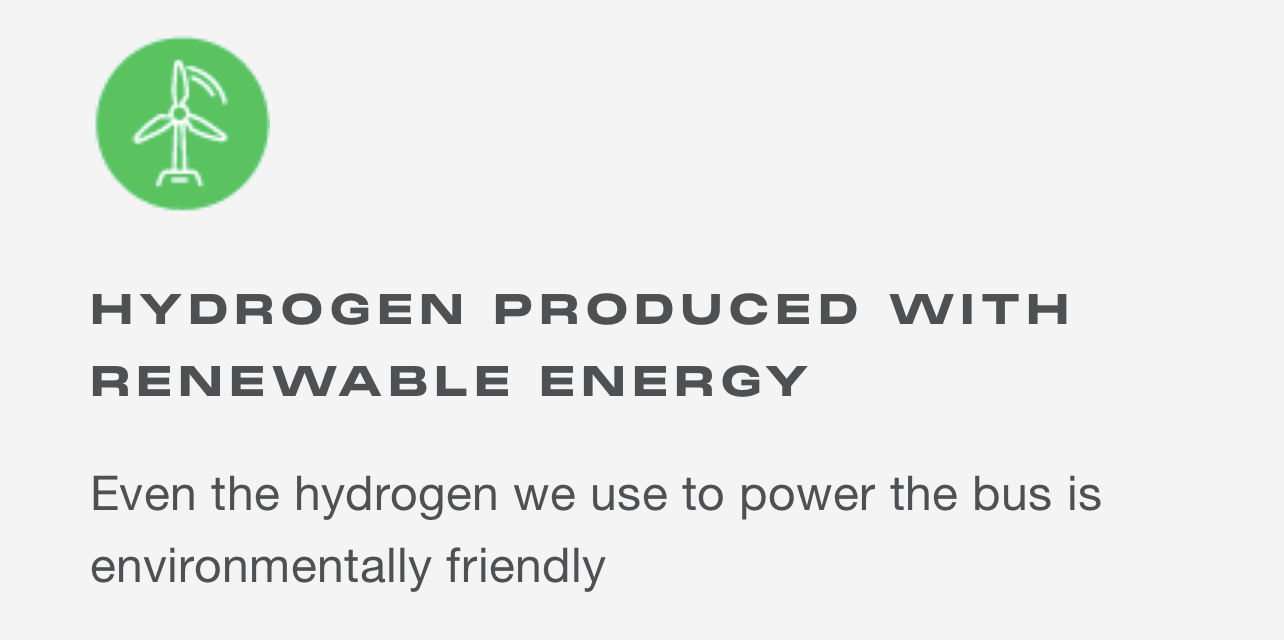 HYDROGEN PRODUCED WITH
RENEWABLE ENERGY
Even the hydrogen we use to power the bus is
environmentally friendly